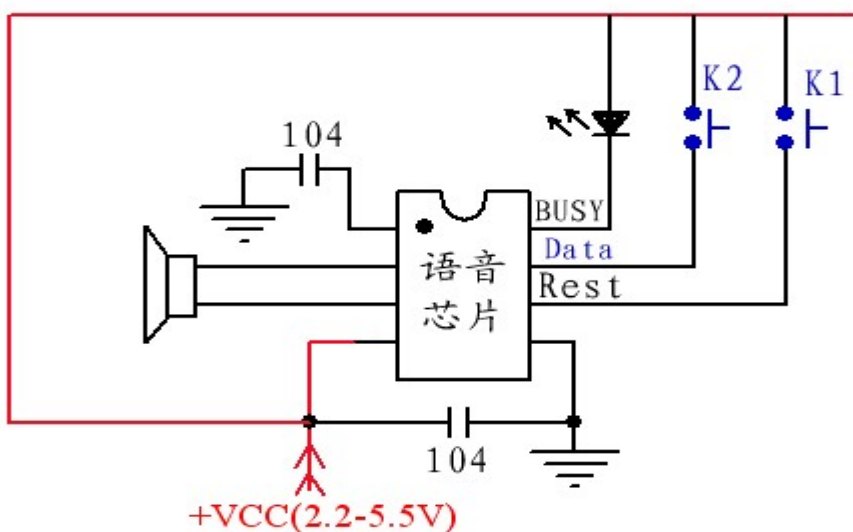 K2
K1
104
BUSY
Data
Rest
语音
芯片
104
+VCC(2.2-5.5V)